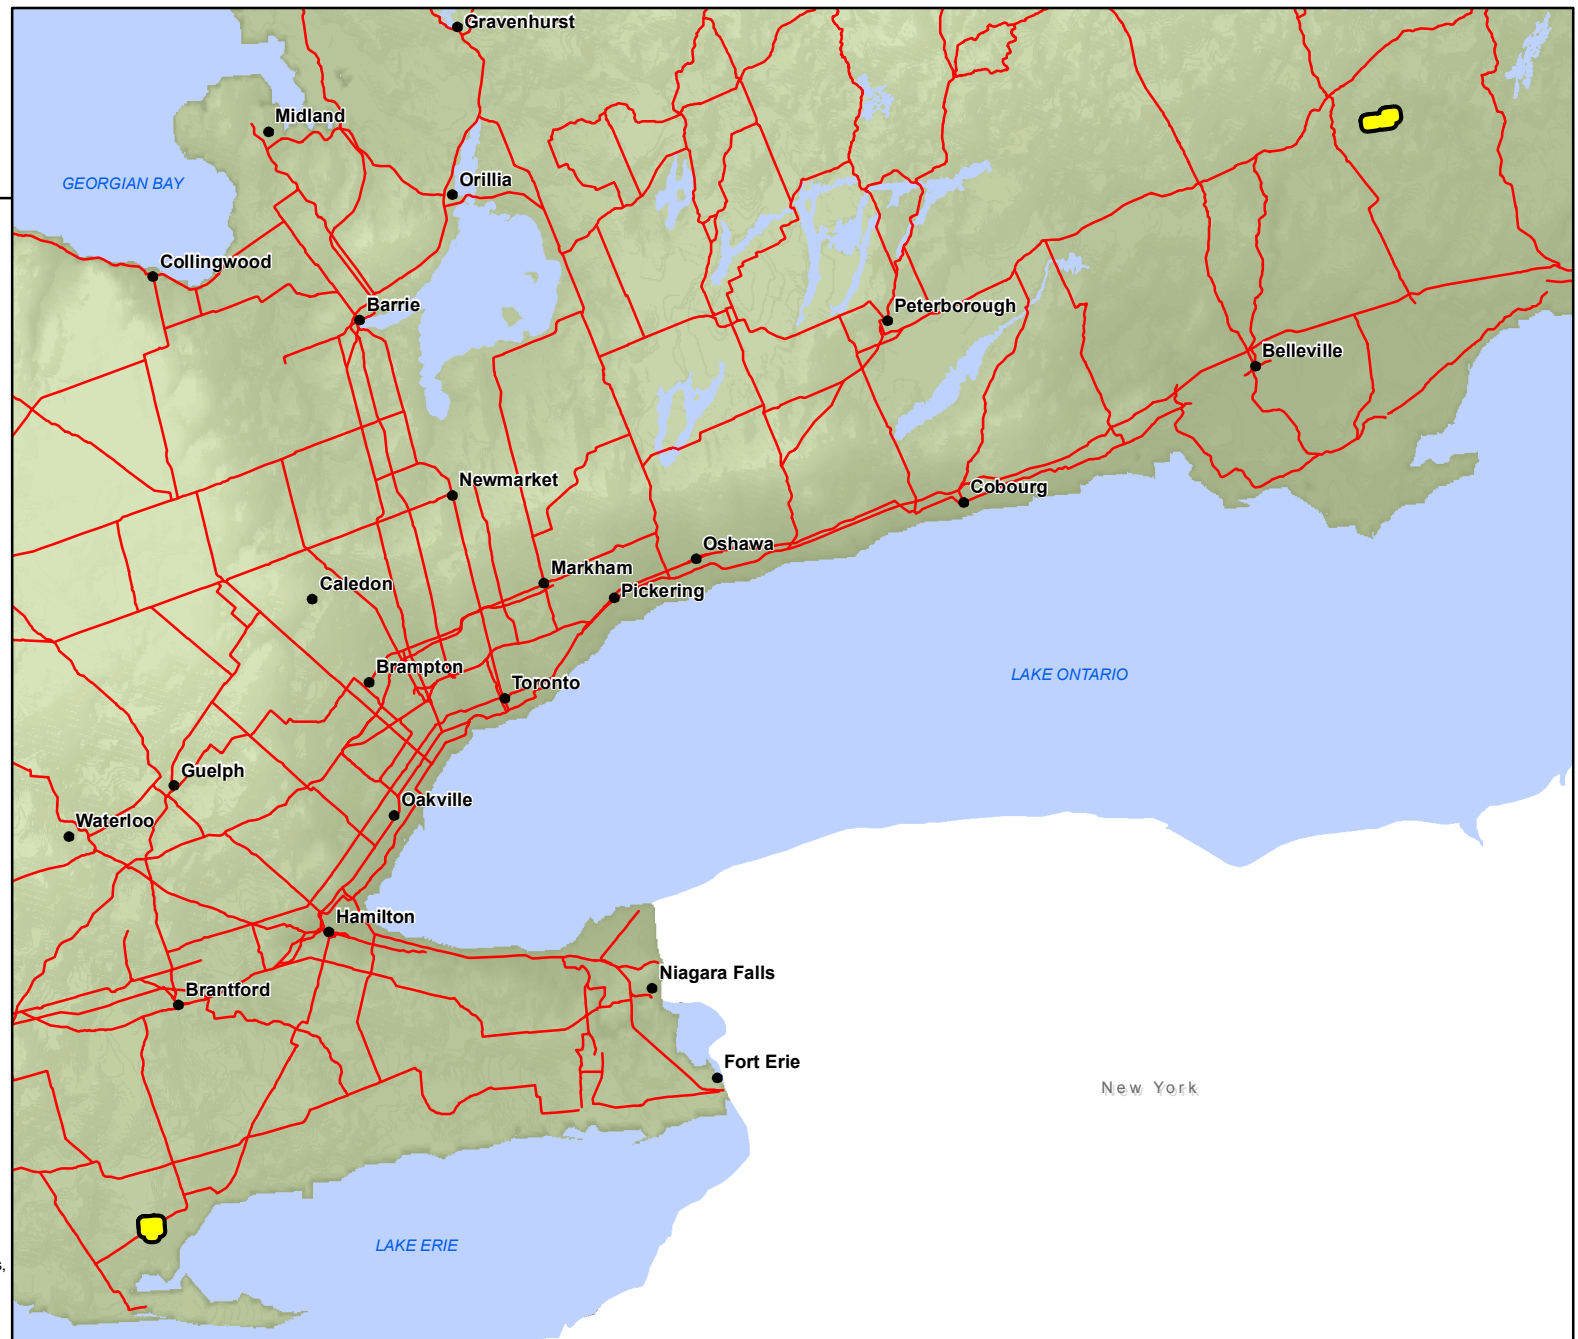 Gravenhurst
Midland
GEORGIAN BAY
Orillia
Collingwood
Barrie
Peterborough
Belleville
Newmarket
Cobourg
Oshawa
Markham
Caledon
Pickering
Brampton
LAKE ONTARIO
Toronto
Guelph
Oakville
Waterloo
Hamilton
Niagara Falls
Brantford
Fort Erie
New York
LAKE ERIE